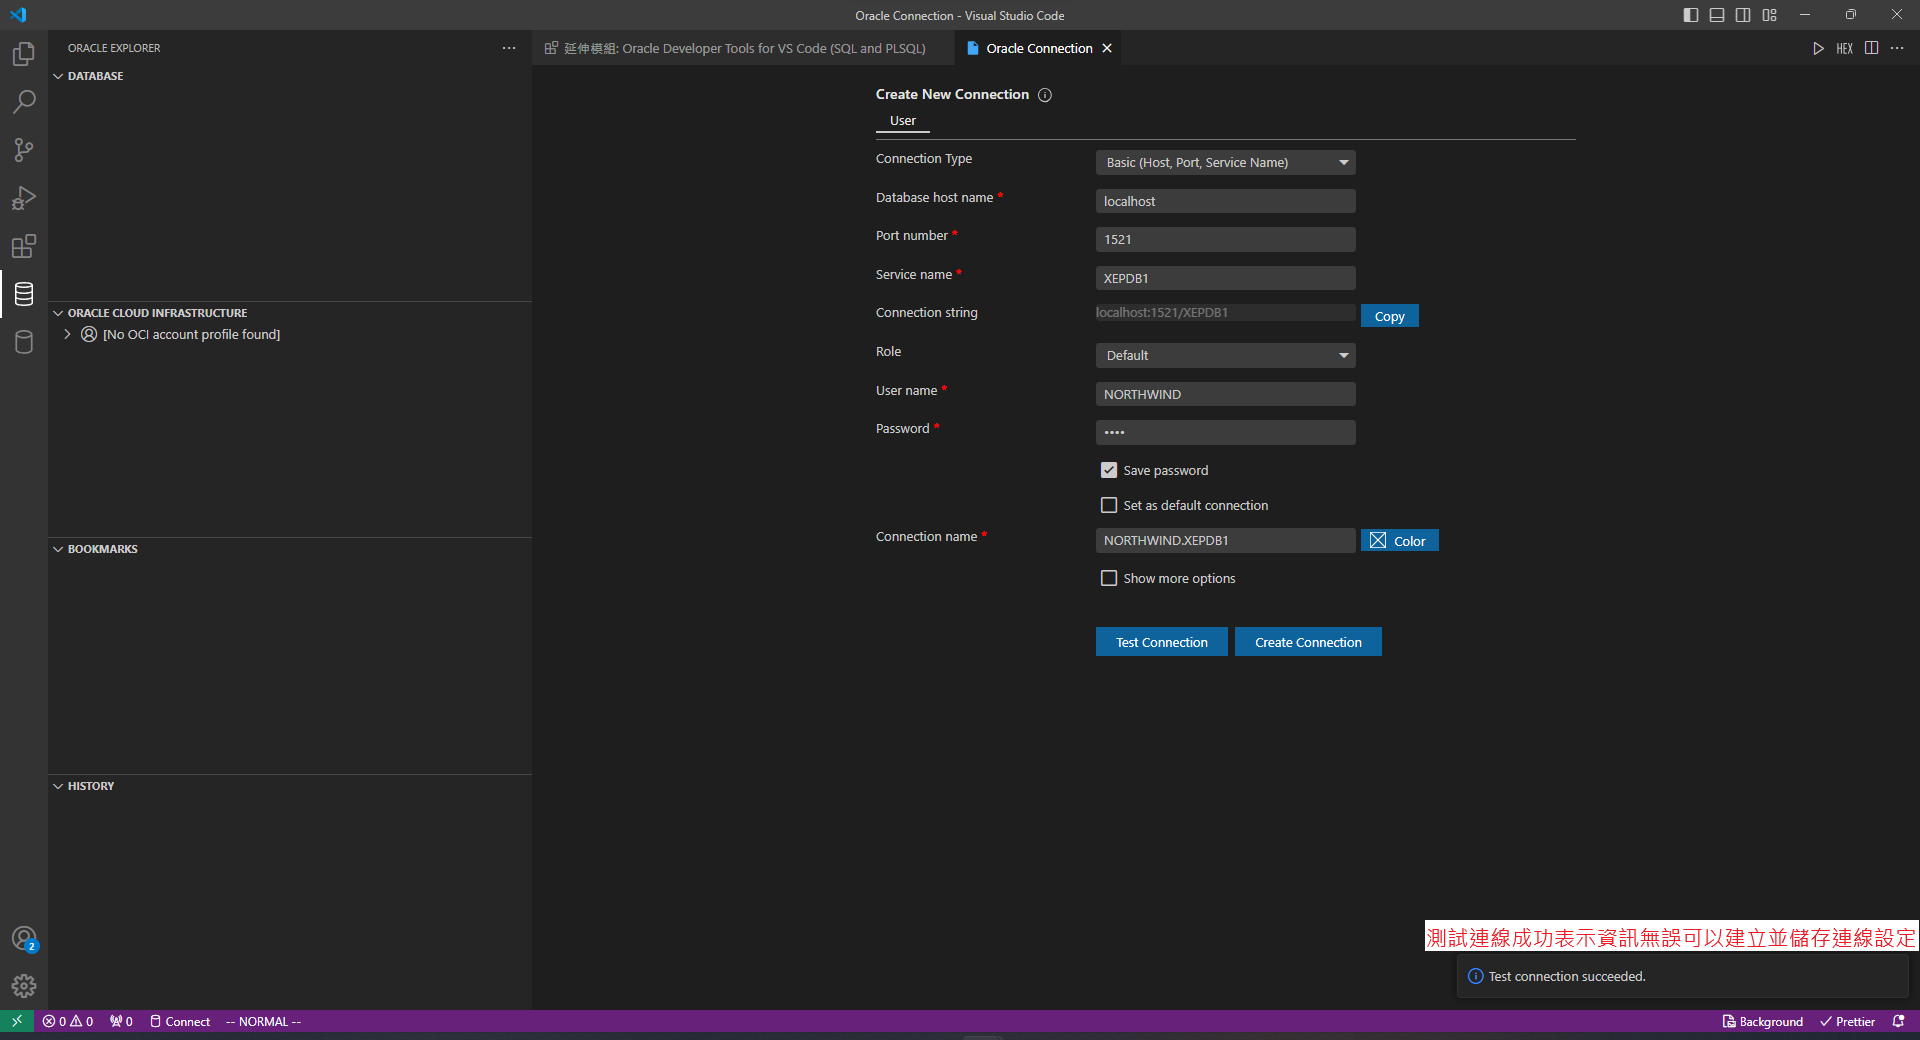 Oracle Connection - Visual Studio Code
ORACLE EXPLORER
DATABASE
ORACLE CLOUD INFRASTRUCTURE
[No OCI account profile found]
BOOKMARKS
HISTORY
延伸模組: Oracle Developer Tools for VS Code (SQL and PLSQL)
Oracle Connection
HEX
Create New Connection
User
Connection Type
Basic (Host, Port, Service Name)
Database host name *
localhost
Port number *
1521
Service name *
XEPDB1
Connection string
localhost:1521/XEPDB1
Copy
Role
Default
User name *
NORTHWIND
Password *
••••
Save password
Set as default connection
Connection name *
NORTHWIND.XEPDB1
Color
Show more options
Test Connection
Create Connection
測試連線成功表示資訊無誤可以建立並儲存連線設定
Test connection succeeded.
2
0 0
0
Connect
-- NORMAL --
Background
Prettier